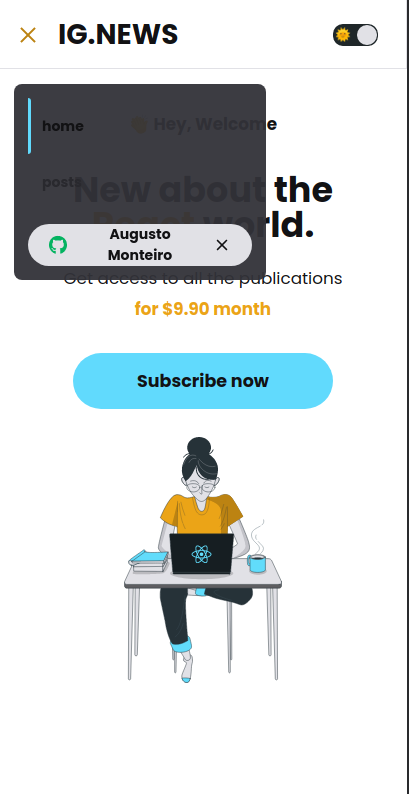 IG.NEWS
home
posts
Augusto
Monteiro
Hey, Welcome
New about the
React world.
Get access to all the publications
for $9.90 month
Subscribe now